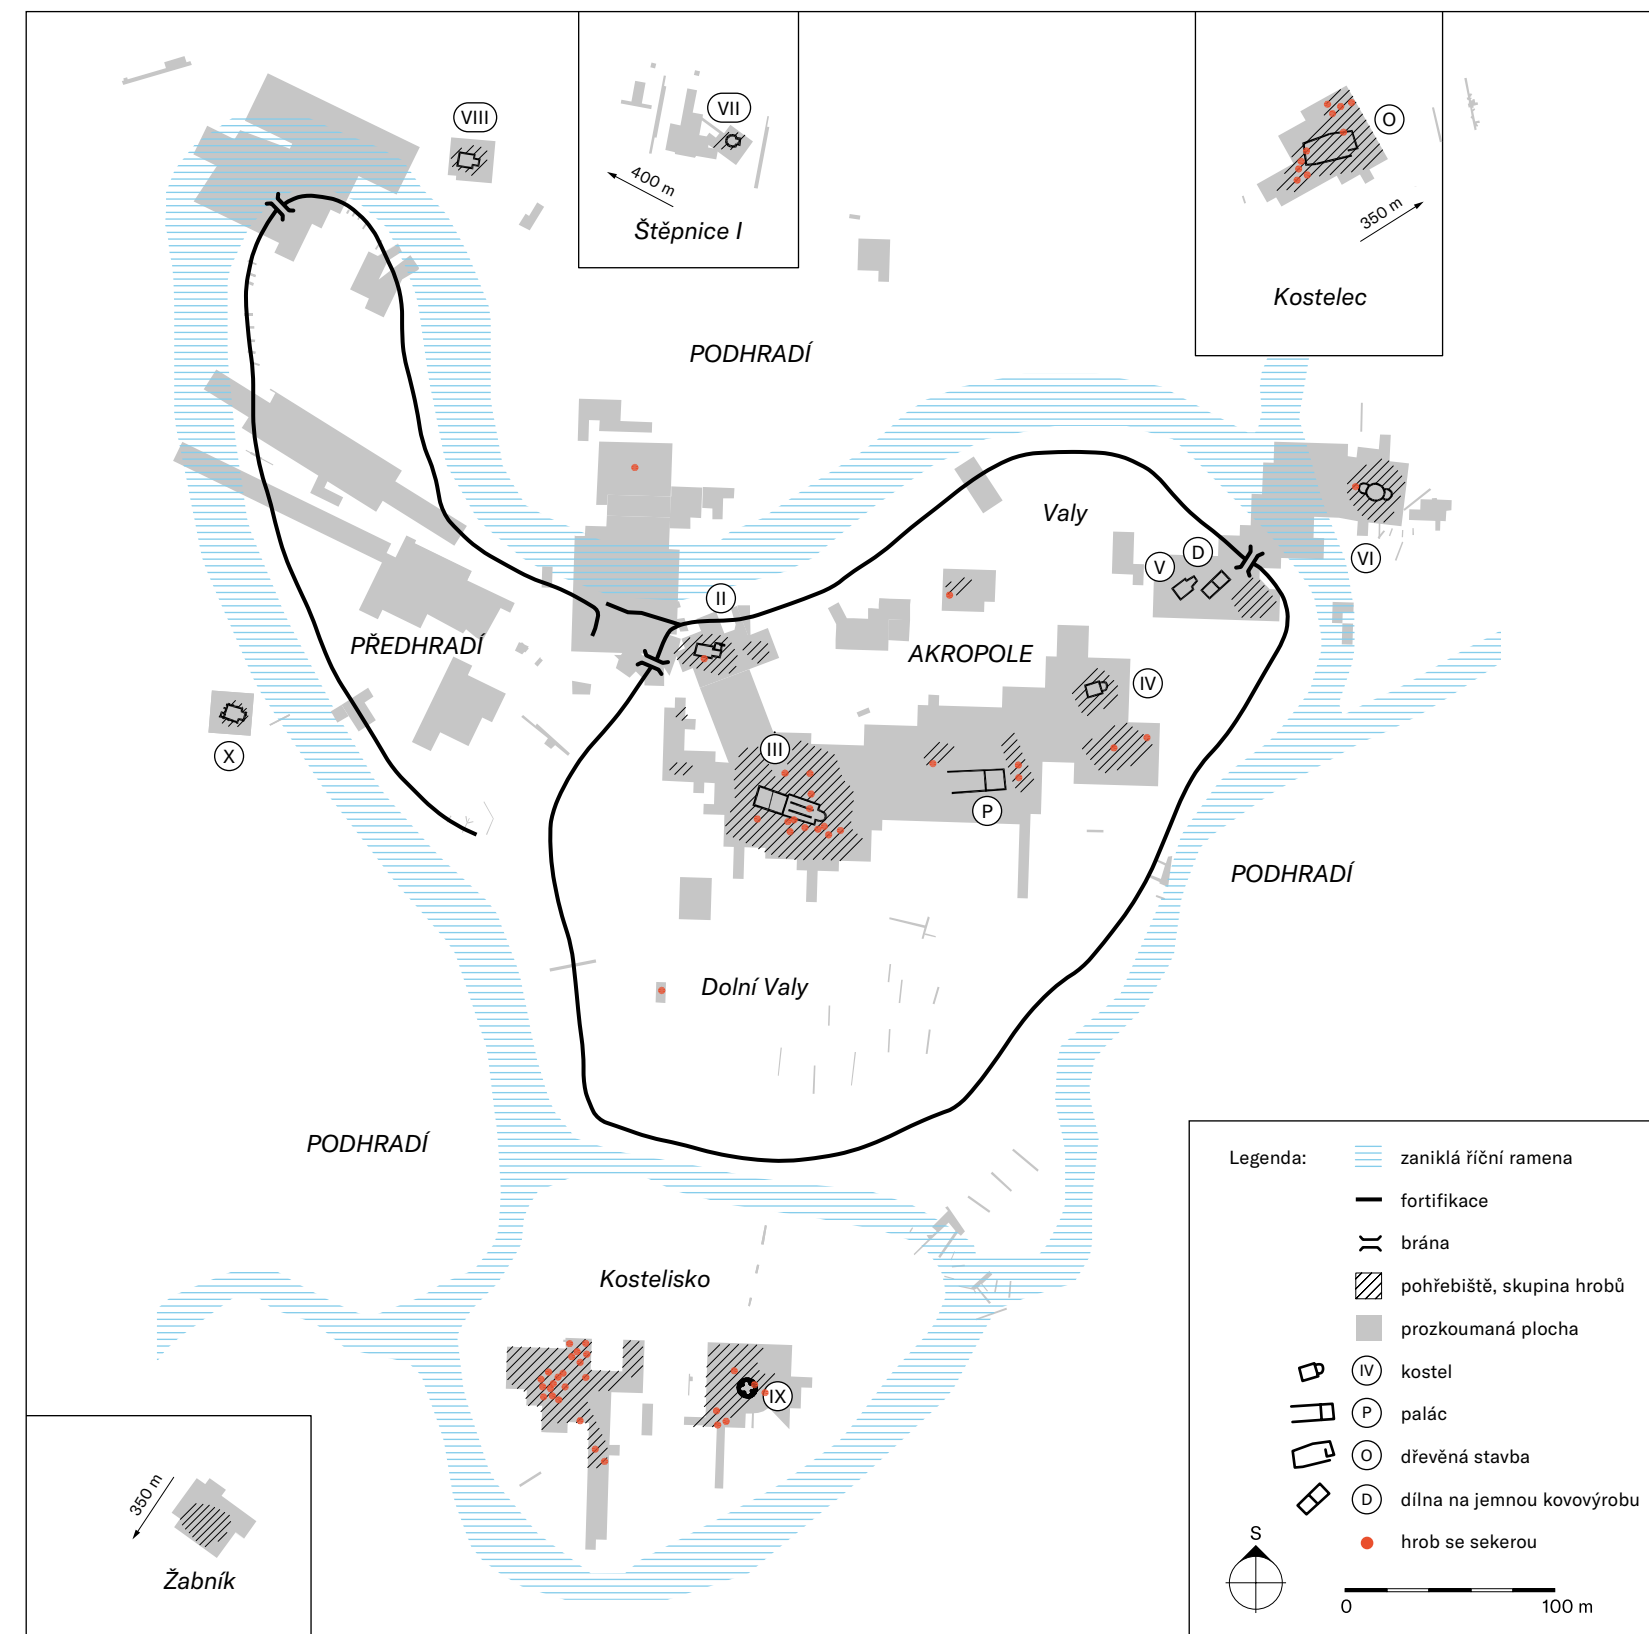 VIII
VII
400 m
Štěpnice I
O
350 m
Kostelec
PODHRADÍ
Valy
V
D
VI
II
PŘEDHRADÍ
AKROPOLE
IV
X
III
P
PODHRADÍ
Dolní Valy
PODHRADÍ
Kostelisko
IX
350 m
Žabník
Legenda:
zaniklá říční ramena
fortifikace
brána
pohřebiště, skupina hrobů
prozkoumaná plocha
IV kostel
P palác
O dřevěná stavba
D dílna na jemnou kovovýrobu
hrob se sekerou
S
0 100 m